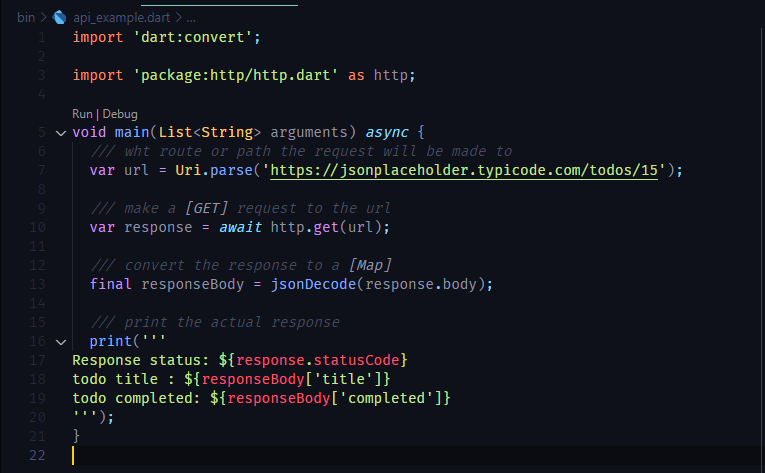 bin > api_example.dart > ...
1 import 'dart:convert';
2
3 import 'package:http/http.dart' as http;
4
Run | Debug
5 void main(List<String> arguments) async {
6 /// wht route or path the request will be made to
7 var url = Uri.parse('https://jsonplaceholder.typicode.com/todos/15');
8
9 /// make a [GET] request to the url
10 var response = await http.get(url);
11
12 /// convert the response to a [Map]
13 final responseBody = jsonDecode(response.body);
14
15 /// print the actual response
16 print('''
17 Response status: ${response.statusCode}
18 todo title : ${responseBody['title']}
19 todo completed: ${responseBody['completed']}
20 ''');
21 }
22